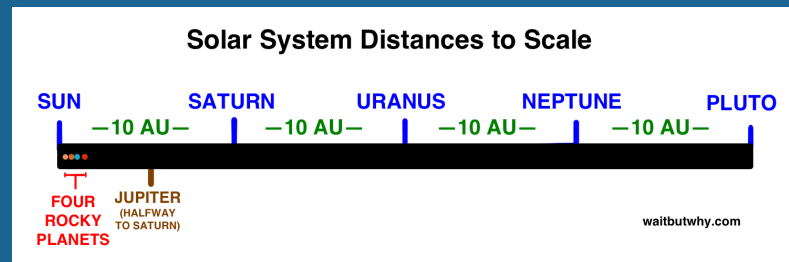 Solar System Distances to Scale
SUN SATURN URANUS NEPTUNE PLUTO
—10 AU— —10 AU— —10 AU— —10 AU—
FOUR
ROCKY
PLANETS
JUPITER
(HALFWAY
TO SATURN)
waitbutwhy.com